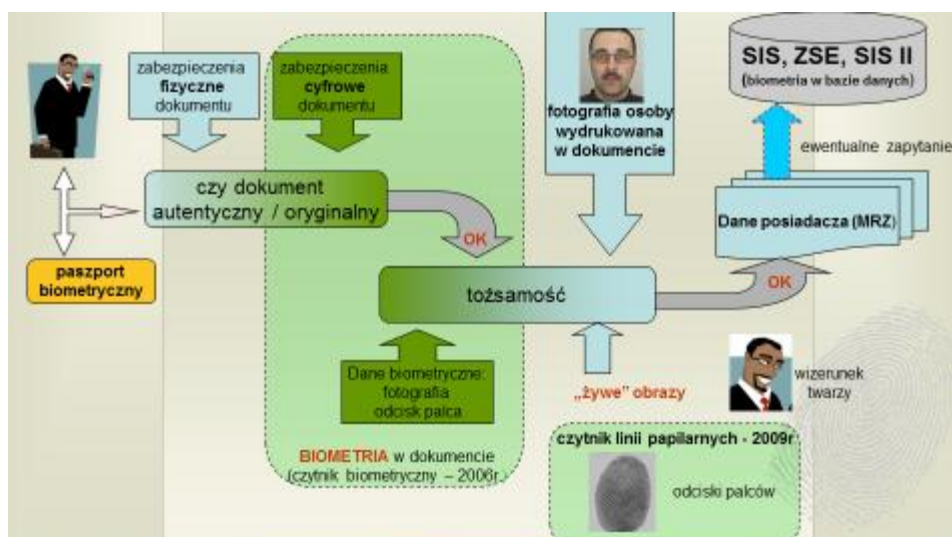 zabezpieczenia
fizyczne
dokumentu
zabezpieczenia
cyfrowe
dokumentu
fotografia osoby
wydrukowana
w dokumencie
SIS, ZSE, SIS II
(biometria w bazie danych)
ewentualne zapytanie
czy dokument
autentyczny / oryginalny
OK
Dane posiadacza (MRZ)
paszport
biometryczny
tożsamość
OK
Dane biometryczne:
fotografia
odcisk palca
„żywe” obrazy
wizerunek
twarzy
BIOMETRIA w dokumencie
(czytnik biometryczny – 2006r.
czytnik linii papilarnych - 2009r
odciski palców